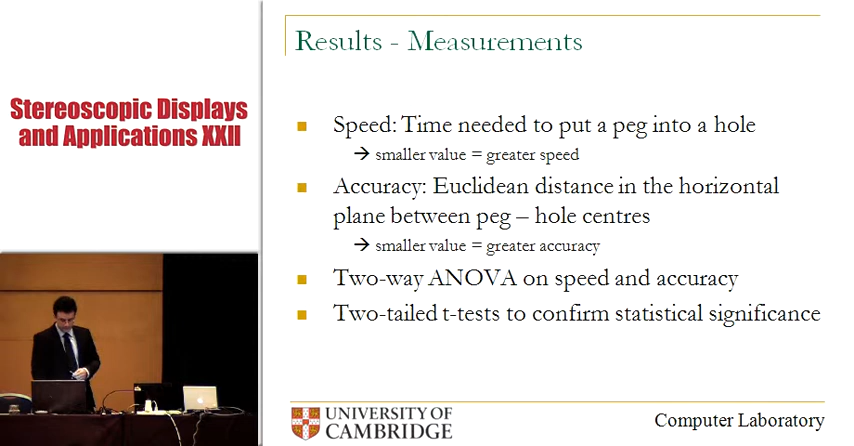 Stereoscopic Displays
and Applications XXII
Results - Measurements
Speed: Time needed to put a peg into a hole
→ smaller value = greater speed
Accuracy: Euclidean distance in the horizontal
plane between peg – hole centres
→ smaller value = greater accuracy
Two-way ANOVA on speed and accuracy
Two-tailed t-tests to confirm statistical significance
UNIVERSITY OF
CAMBRIDGE
Computer Laboratory